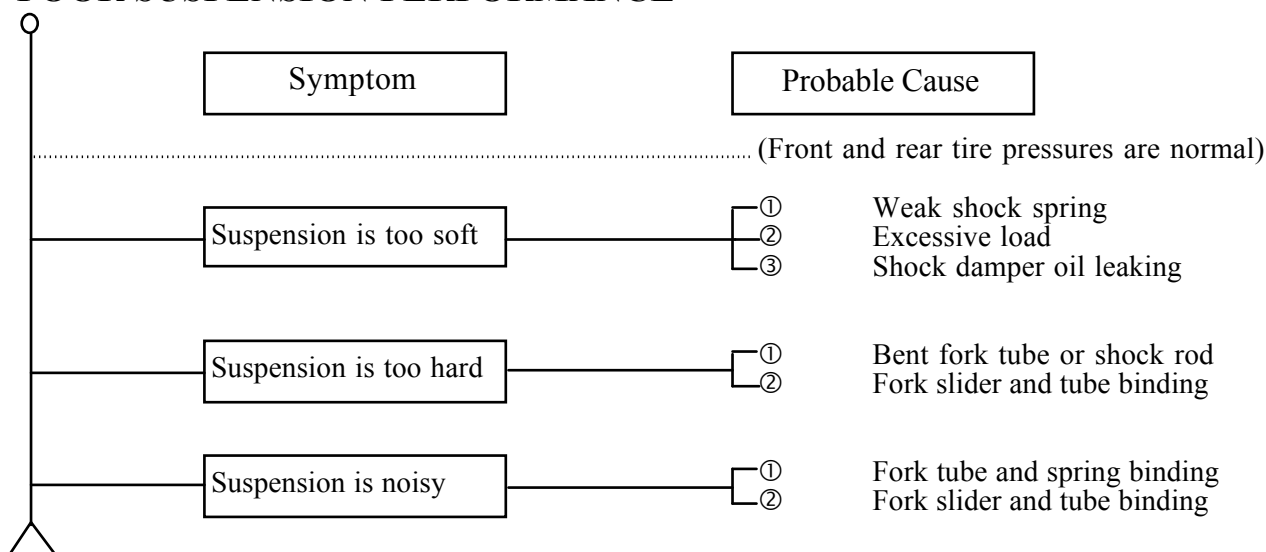 POOR SUSPENSION PERFORMANCE
Symptom
Probable Cause
(Front and rear tire pressures are normal)
Suspension is too soft
① Weak shock spring
② Excessive load
③ Shock damper oil leaking
Suspension is too hard
① Bent fork tube or shock rod
② Fork slider and tube binding
Suspension is noisy
① Fork tube and spring binding
② Fork slider and tube binding